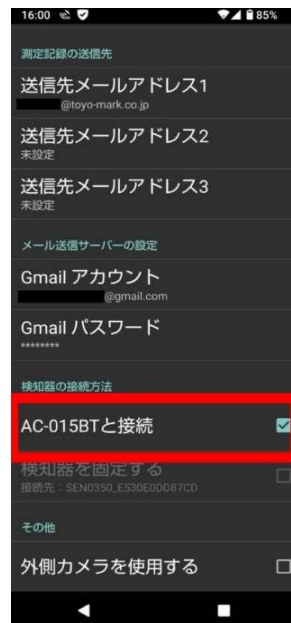 16:00 85%
測定記録の送信先
送信先メールアドレス1
@toyo-mark.co.jp
送信先メールアドレス2
未設定
送信先メールアドレス3
未設定
メール送信サーバーの設定
Gmail アカウント
@gmail.com
Gmail パスワード
********
検知器の接続方法
AC-015BTと接続
検知器を固定する
接続先：SEN0350_E530E0DD87CD
その他
外側カメラを使用する